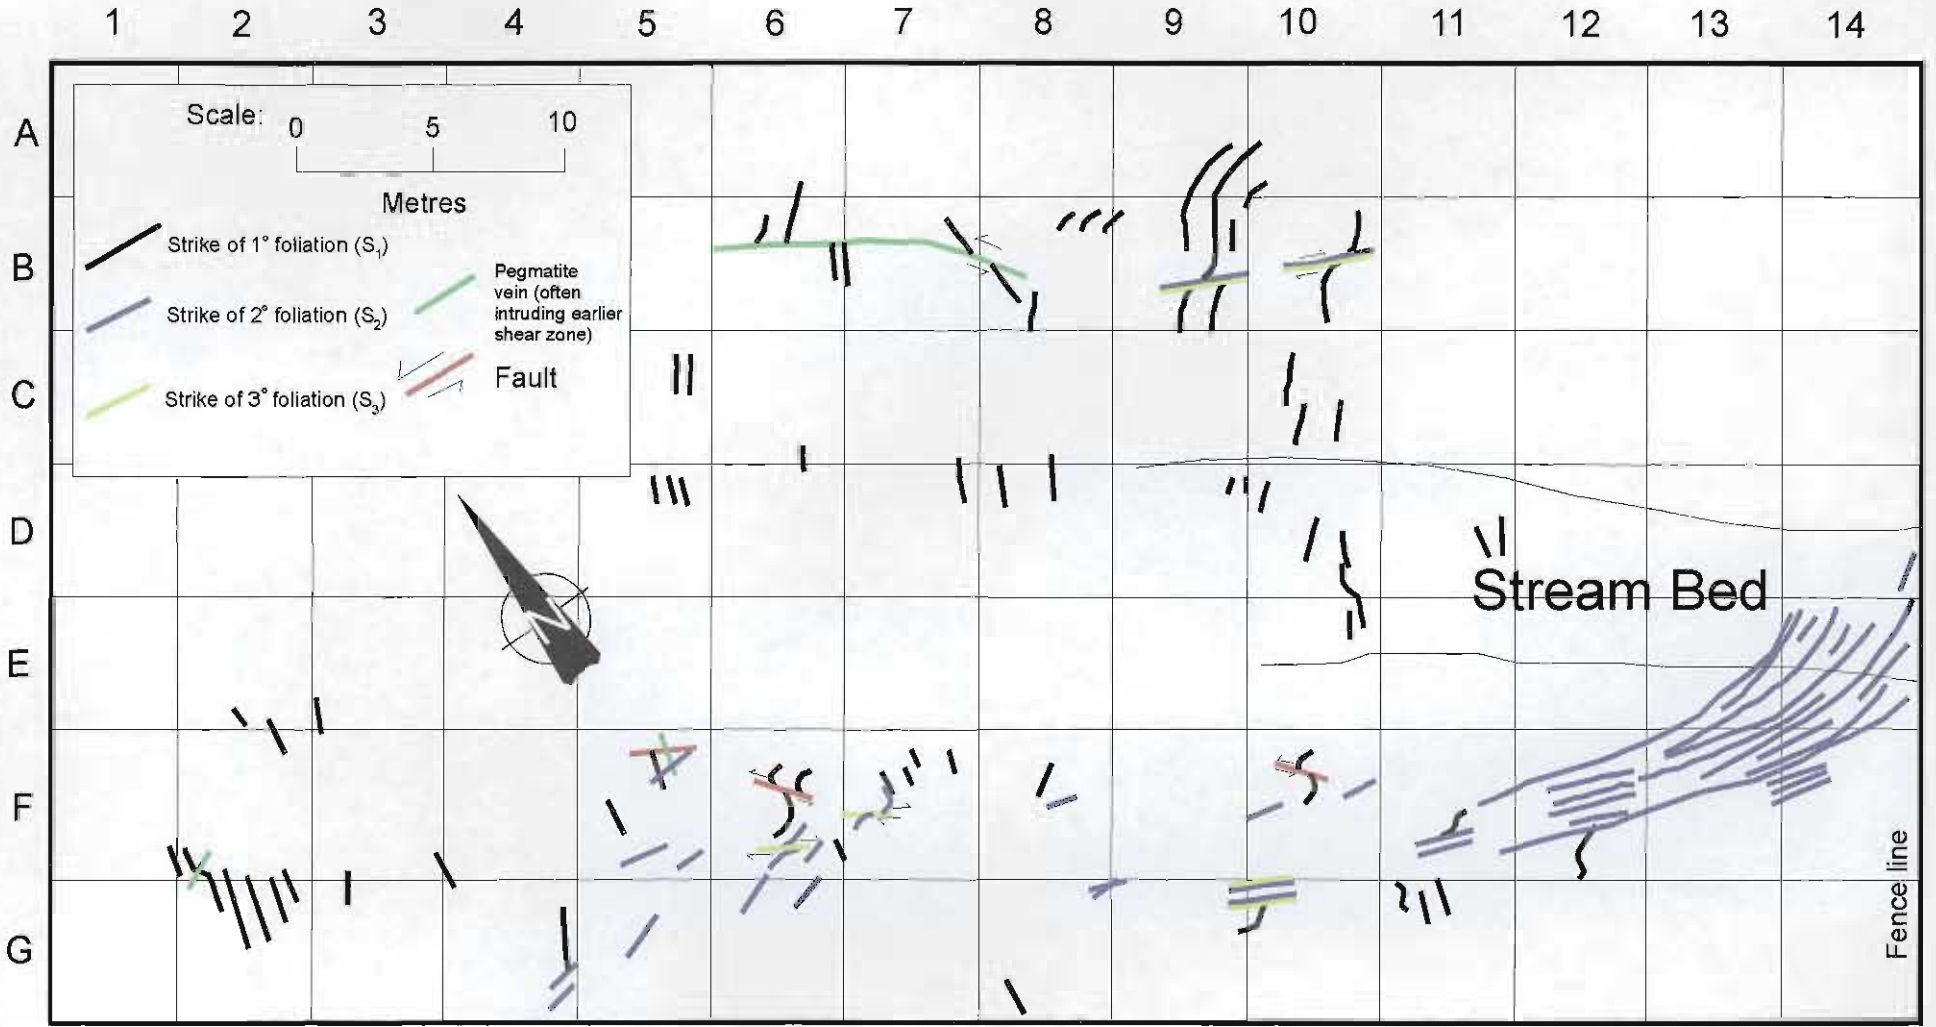 1 2 3 4 5 6 7 8 9 10 11 12 13 14
A
B
C
D
E
F
G
Scale: 0 5 10
Metres
Strike of 1° foliation (S₁)
Strike of 2° foliation (S₂)
Strike of 3° foliation (S₃)
Pegmatite
vein (often
intruding earlier
shear zone)
Fault
N
Stream Bed
Fence line